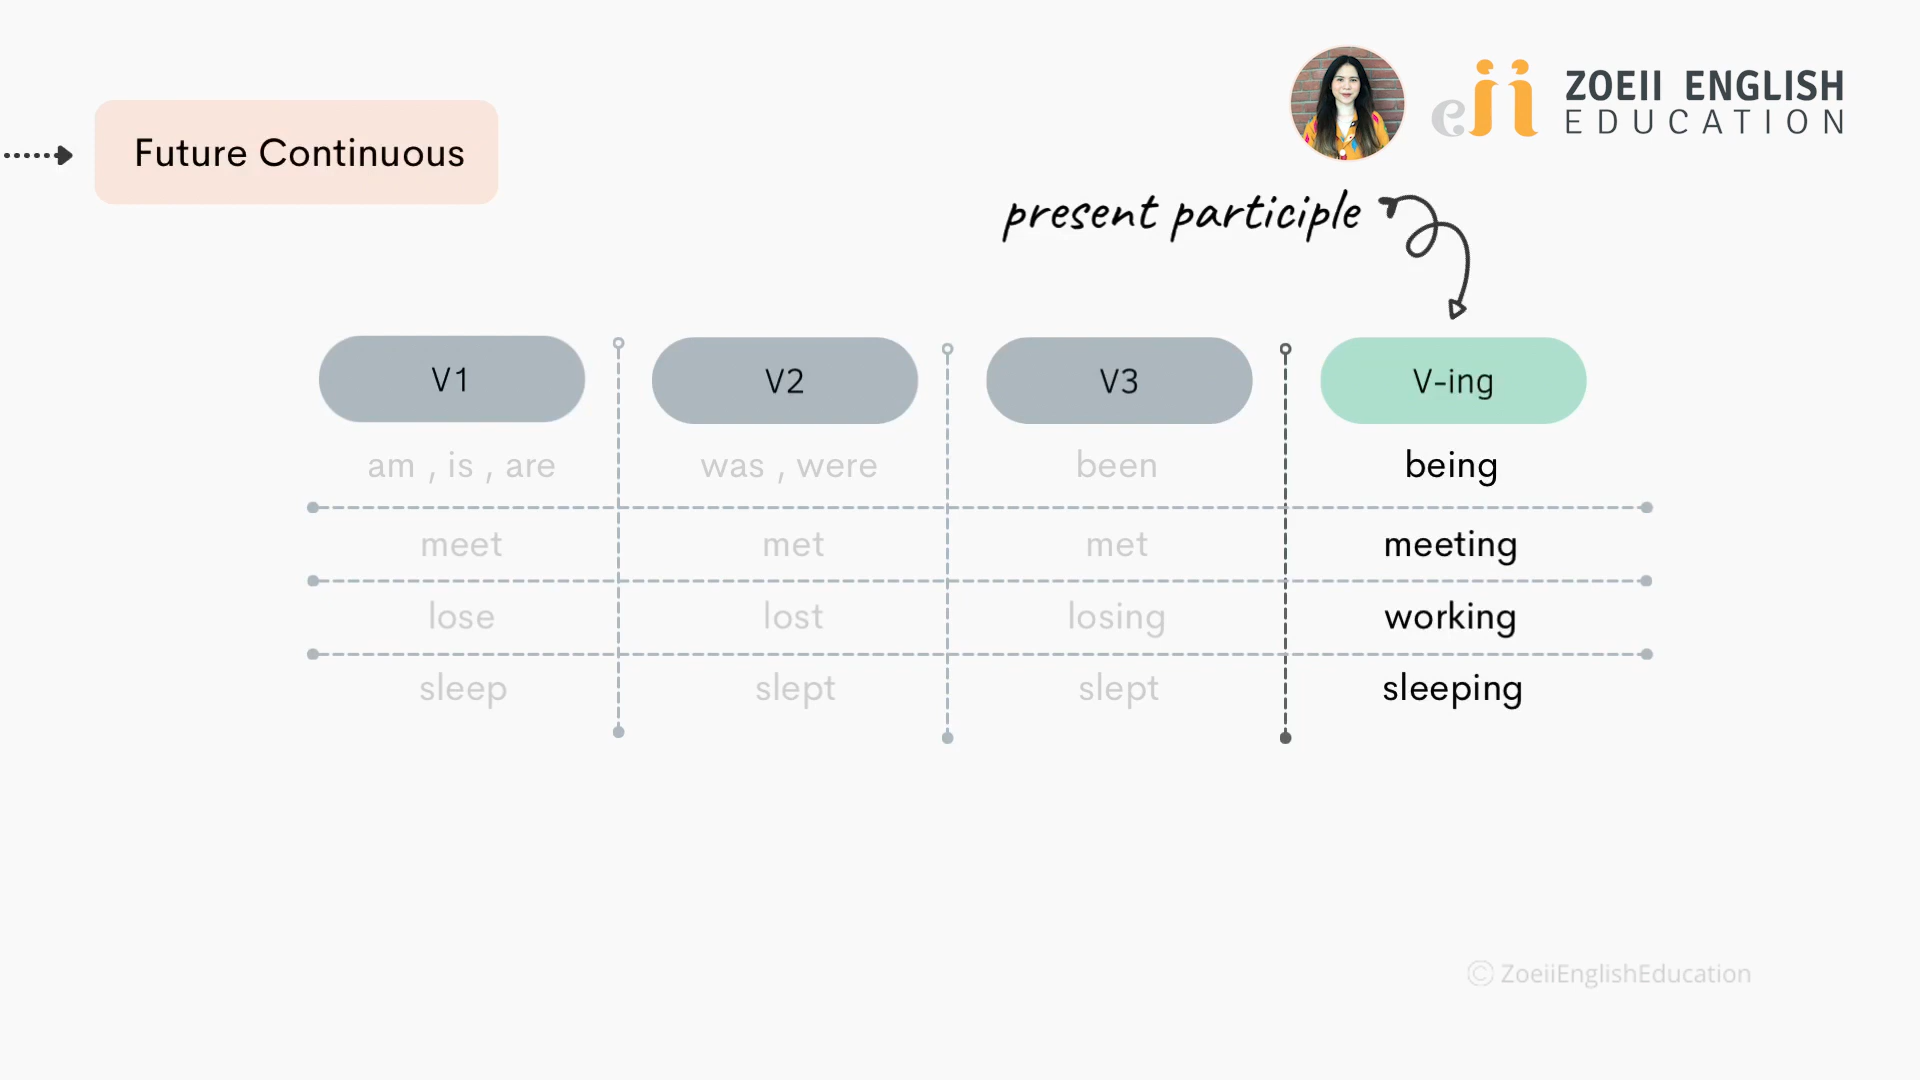 ZOEII ENGLISH
EDUCATION
Future Continuous
present participle
V1 V2 V3 V-ing
am , is , are was , were been being
meet met met meeting
lose lost losing working
sleep slept slept sleeping
© ZoeiiEnglishEducation